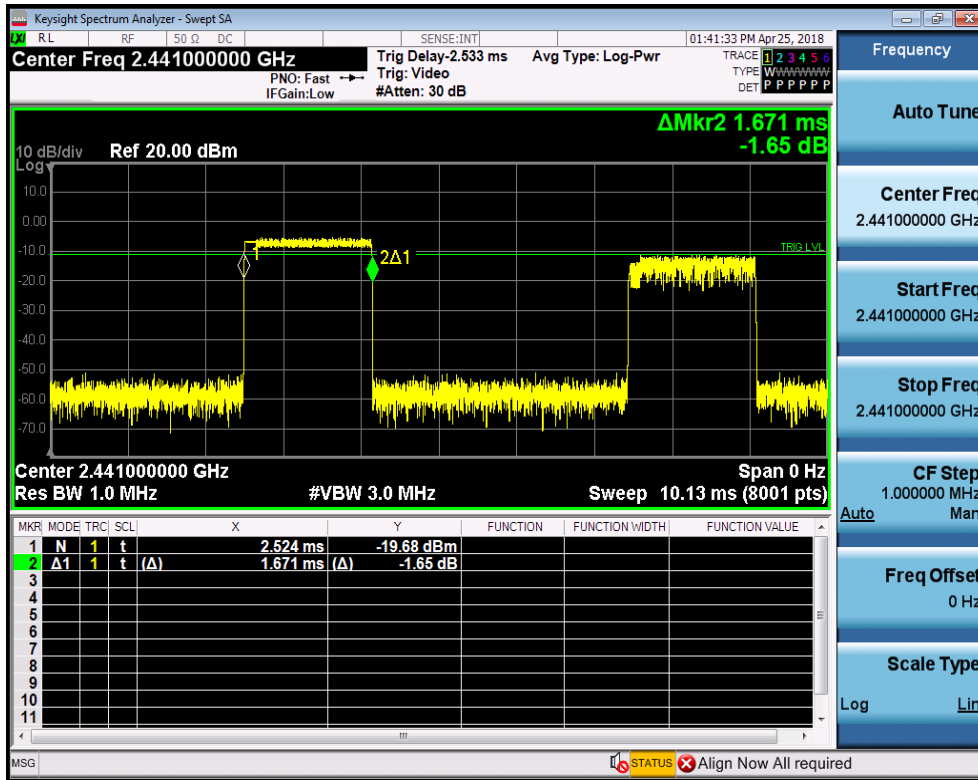 Keysight Spectrum Analyzer - Swept SA
LXI RL RF 50 Ω DC SENSE:INT 01:41:33 PM Apr 25, 2018
Center Freq 2.441000000 GHz
PNO: Fast
IFGain:Low
Trig Delay-2.533 ms
Trig: Video
#Atten: 30 dB
Avg Type: Log-Pwr
TRACE 1 2 3 4 5 6
TYPE W W W W W W
DET P P P P P P
ΔMkr2 1.671 ms
-1.65 dB
10 dB/div Ref 20.00 dBm
Log
10.0
0.00
-10.0
-20.0
-30.0
-40.0
-50.0
-60.0
-70.0
TRIG LVL
1
2Δ1
Center 2.441000000 GHz Span 0 Hz
Res BW 1.0 MHz #VBW 3.0 MHz Sweep 10.13 ms (8001 pts)
MKR MODE TRC SCL X Y FUNCTION FUNCTION WIDTH FUNCTION VALUE
1 N 1 t 2.524 ms -19.68 dBm
2 Δ1 1 t (Δ) 1.671 ms (Δ) -1.65 dB
3
4
5
6
7
8
9
10
11
MSG STATUS Align Now All required
Frequency
Auto Tune
Center Freq
2.441000000 GHz
Start Freq
2.441000000 GHz
Stop Freq
2.441000000 GHz
CF Step
1.000000 MHz
Auto Man
Freq Offset
0 Hz
Scale Type
Log Lin